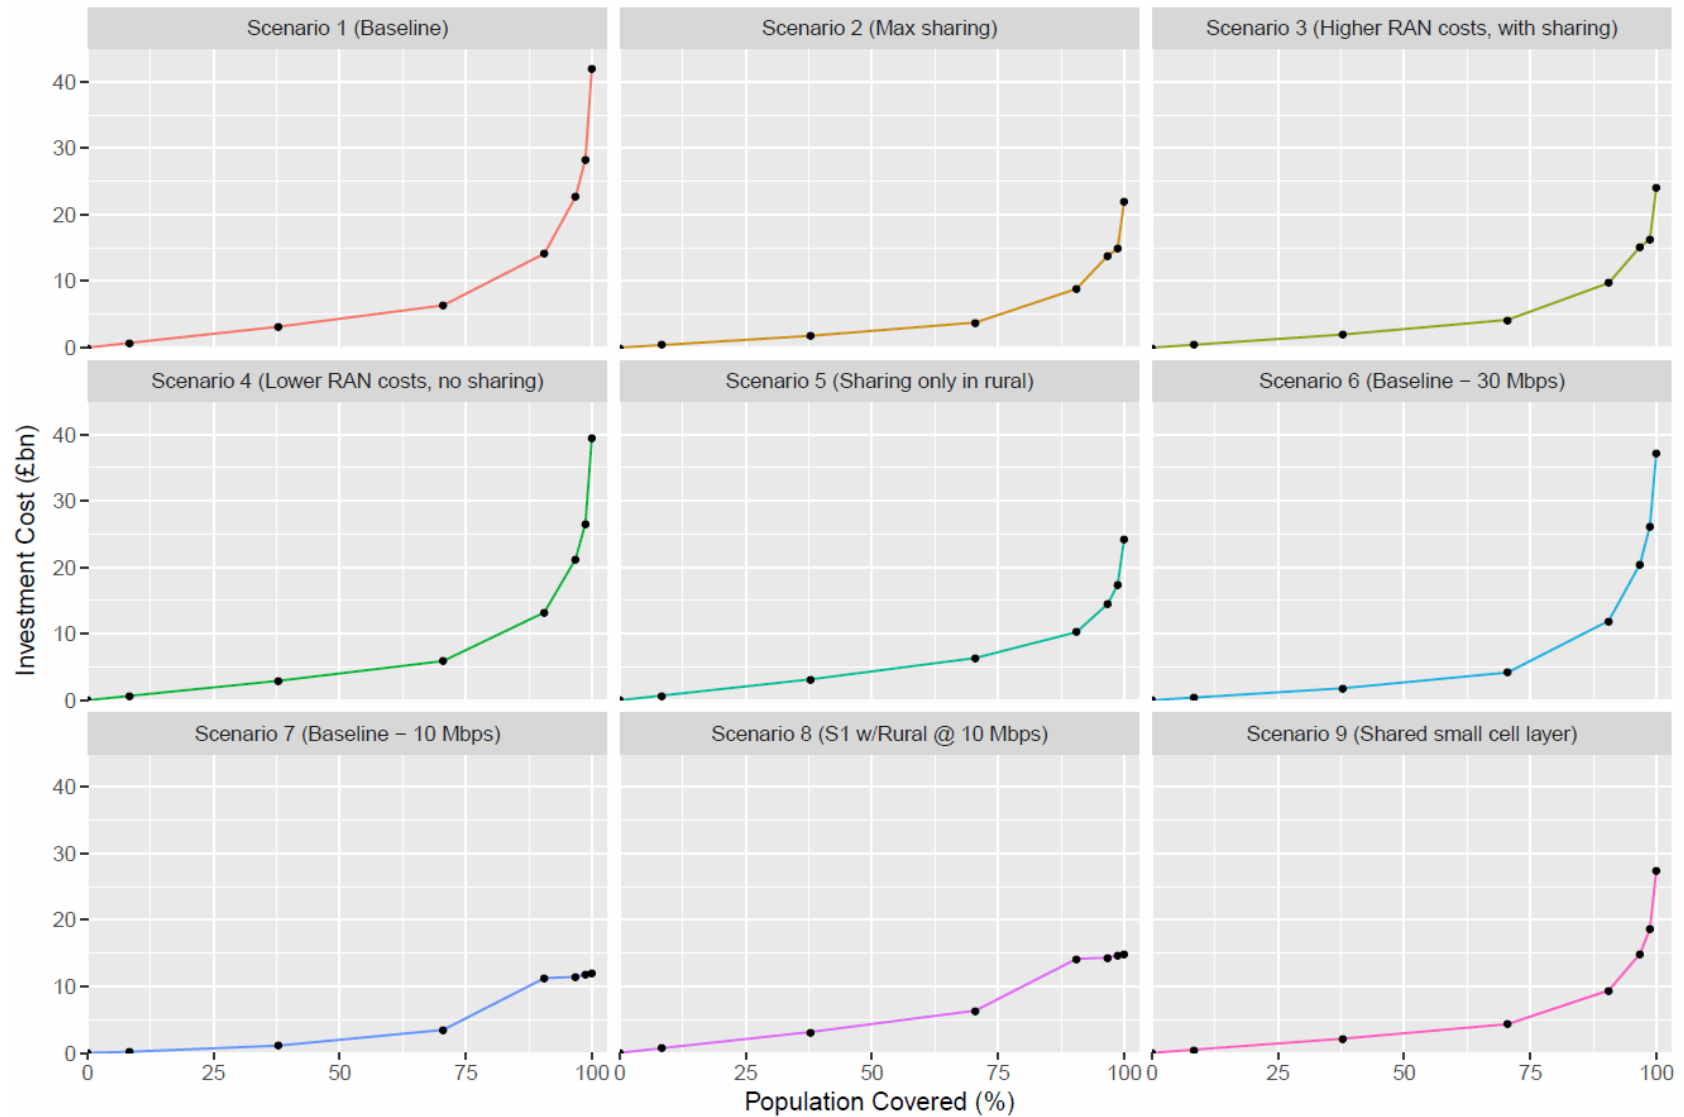 Scenario 1 (Baseline)
Scenario 2 (Max sharing)
Scenario 3 (Higher RAN costs, with sharing)
40
30
20
10
0
Scenario 4 (Lower RAN costs, no sharing)
Scenario 5 (Sharing only in rural)
Scenario 6 (Baseline − 30 Mbps)
40
30
20
10
0
Investment Cost (£bn)
Scenario 7 (Baseline − 10 Mbps)
Scenario 8 (S1 w/Rural @ 10 Mbps)
Scenario 9 (Shared small cell layer)
40
30
20
10
0
0 25 50 75 100
0 25 50 75 100
0 25 50 75 100
Population Covered (%)